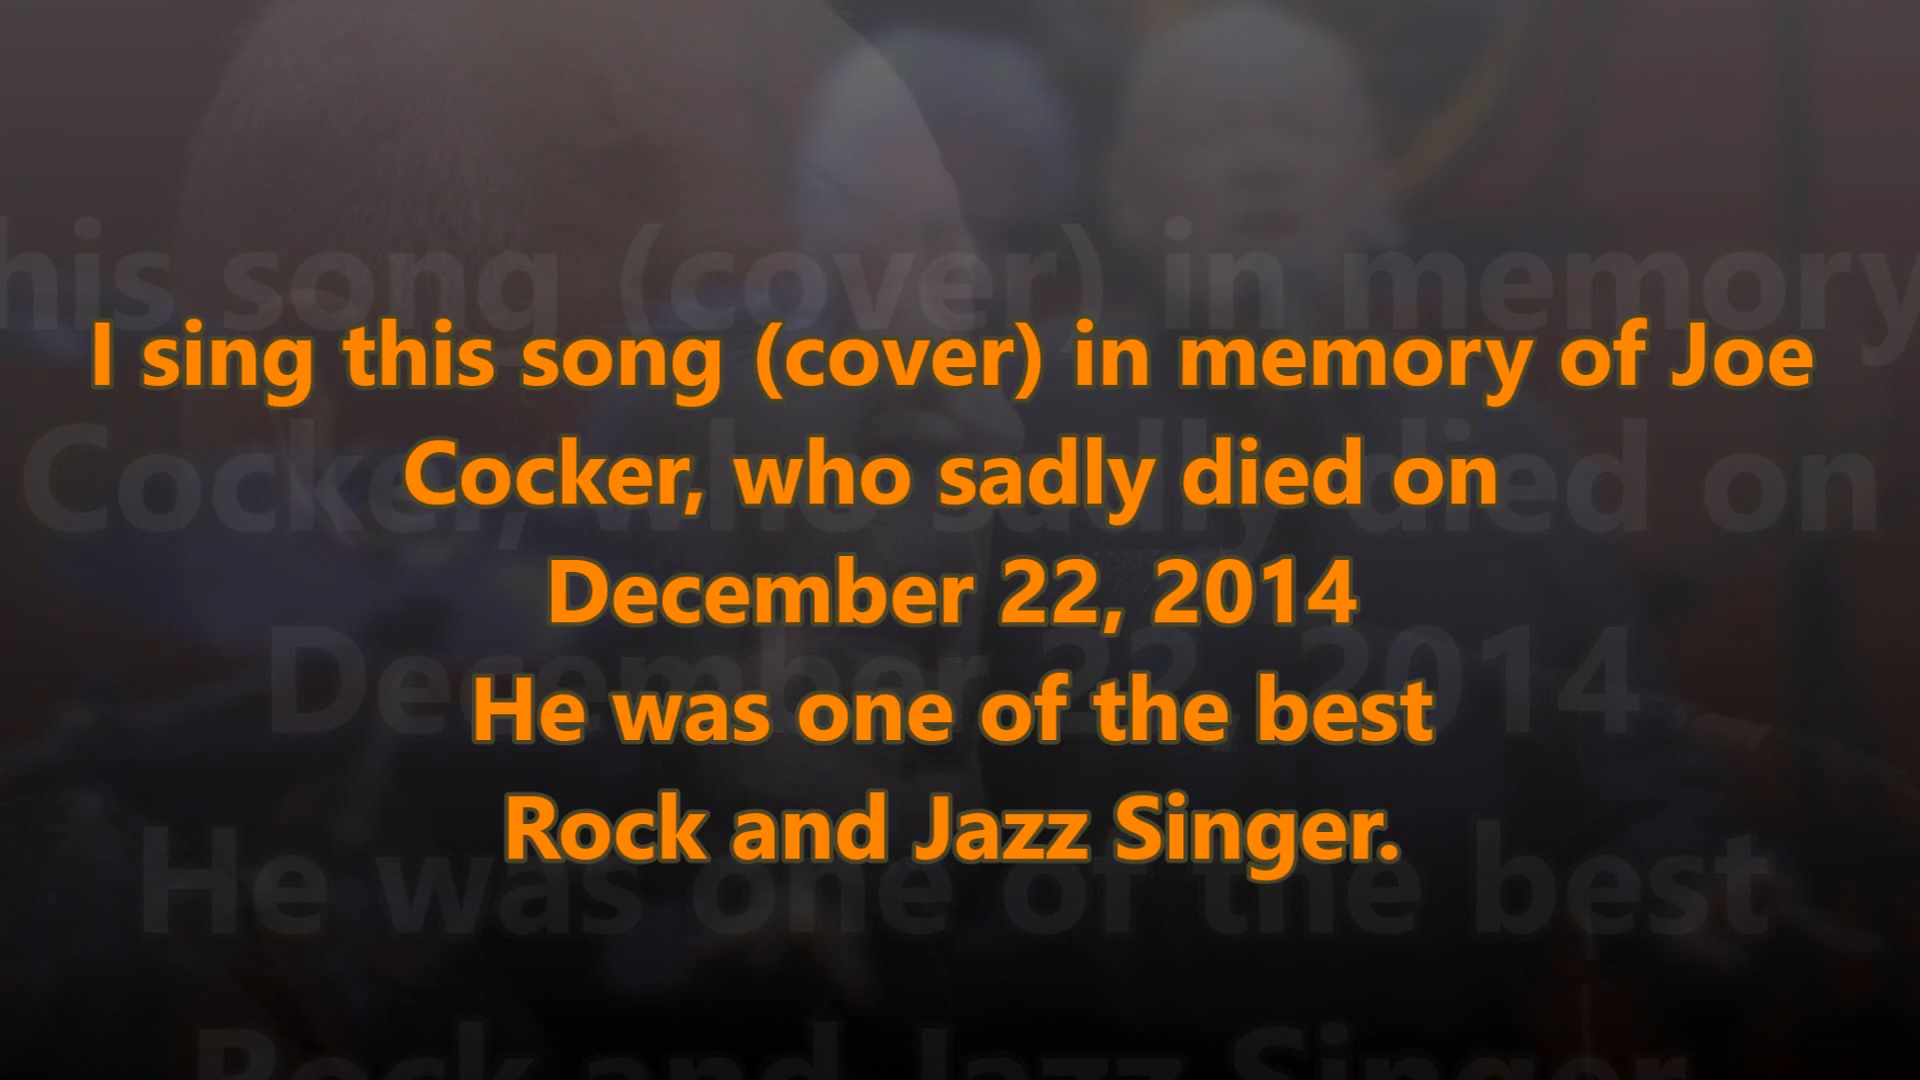 I sing this song (cover) in memory of Joe
Cocker, who sadly died on
December 22, 2014
He was one of the best
Rock and Jazz Singer.